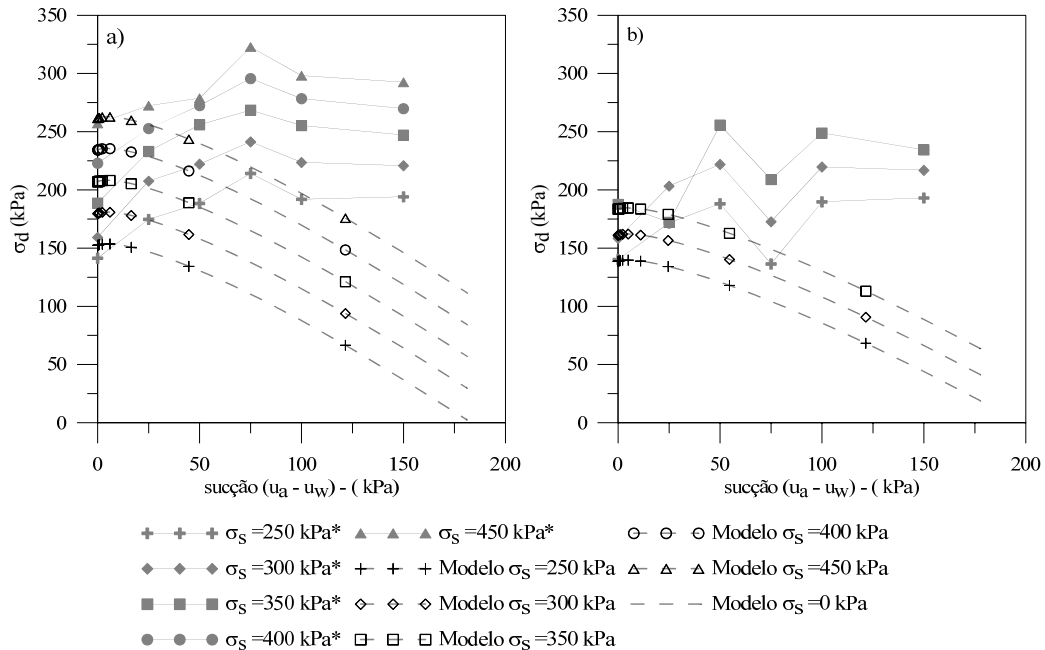 a)
350
300
250
200
150
100
50
0
σd (kPa)
0 50 100 150 200
sucção (ua - uw) - ( kPa)
b)
350
300
250
200
150
100
50
0
σd (kPa)
0 50 100 150 200
sucção (ua - uw) - ( kPa)
σS =250 kPa* σS =450 kPa* Modelo σS =400 kPa
σS =300 kPa* Modelo σS =250 kPa Modelo σS =450 kPa
σS =350 kPa* Modelo σS =300 kPa Modelo σS =0 kPa
σS =400 kPa* Modelo σS=350 kPa